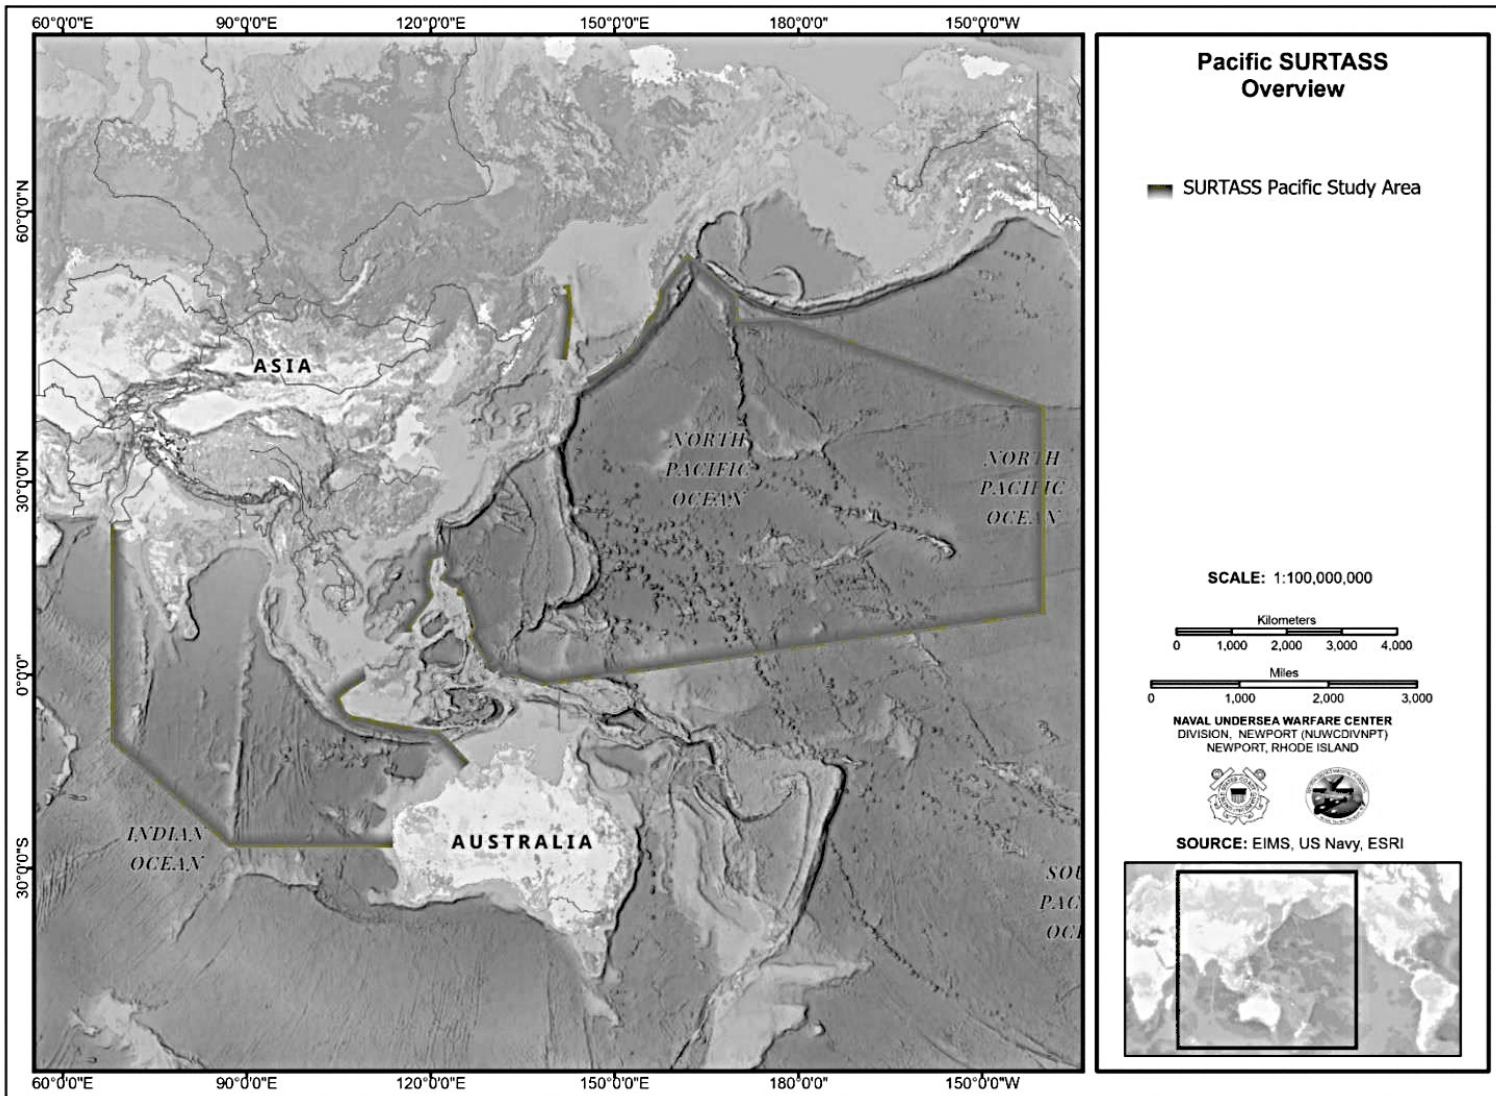 60°0'0"E 90°0'0"E 120°0'0"E 150°0'0"E 180°0'0" 150°0'0"W
60°0'0"N
30°0'0"N
0°0'0"
30°0'0"S
ASIA
NORTH
PACIFIC
OCEAN
NORTH
PACIFIC
OCEAN
INDIAN
OCEAN
AUSTRALIA
SOU
PAC
OCE
60°0'0"E 90°0'0"E 120°0'0"E 150°0'0"E 180°0'0" 150°0'0"W
Pacific SURTASS
Overview
SURTASS Pacific Study Area
SCALE: 1:100,000,000
Kilometers
0 1,000 2,000 3,000 4,000
Miles
0 1,000 2,000 3,000
NAVAL UNDERSEA WARFARE CENTER
DIVISION, NEWPORT (NUWCDIVNPT)
NEWPORT, RHODE ISLAND
SOURCE: EIMS, US Navy, ESRI